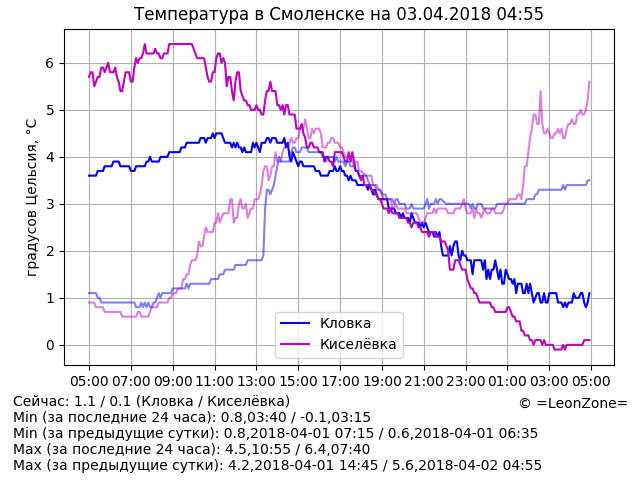 Температура в Смоленске на 03.04.2018 04:55
градусов Цельсия, °C
6
5
4
3
2
1
0
Кловка
Киселёвка
05:00 07:00 09:00 11:00 13:00 15:00 17:00 19:00 21:00 23:00 01:00 03:00 05:00
Сейчас: 1.1 / 0.1 (Кловка / Киселёвка)
© =LeonZone=
Min (за последние 24 часа): 0.8,03:40 / -0.1,03:15
Min (за предыдущие сутки): 0.8,2018-04-01 07:15 / 0.6,2018-04-01 06:35
Max (за последние 24 часа): 4.5,10:55 / 6.4,07:40
Max (за предыдущие сутки): 4.2,2018-04-01 14:45 / 5.6,2018-04-02 04:55